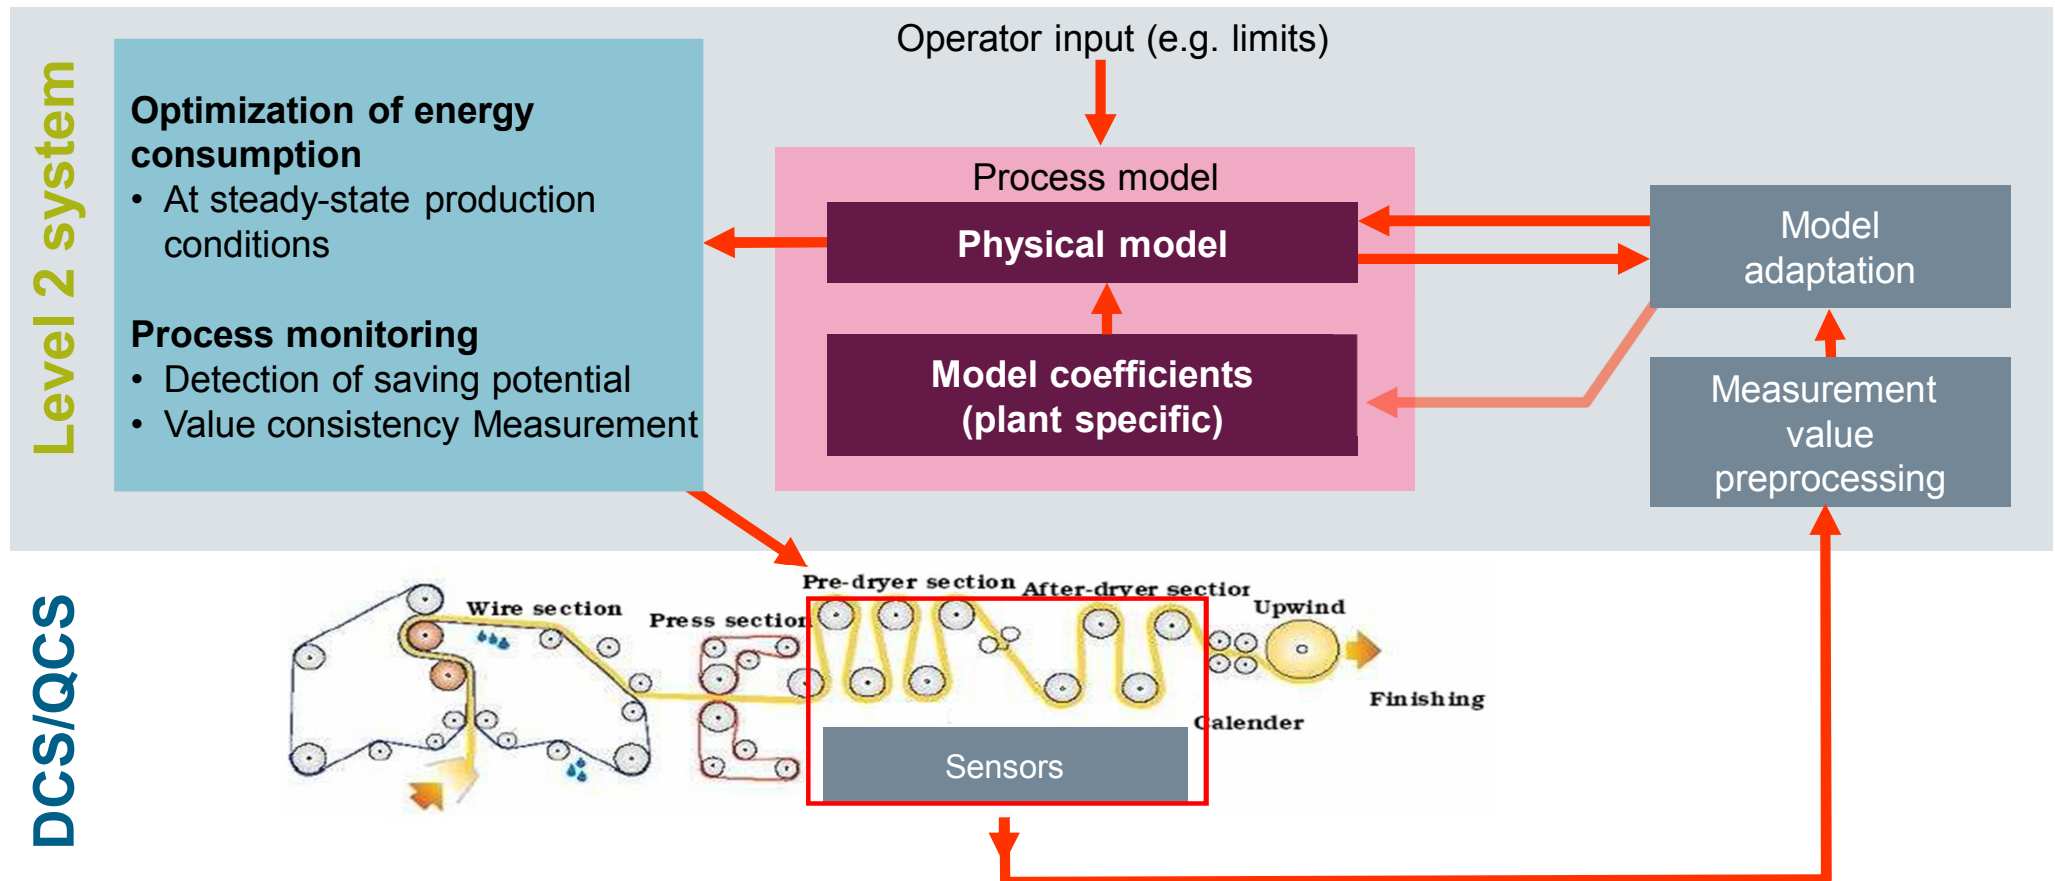 Level 2 system
Operator input (e.g. limits)
Optimization of energy
consumption
• At steady-state production
conditions
Process monitoring
• Detection of saving potential
• Value consistency Measurement
Process model
Physical model
Model coefficients
(plant specific)
Model
adaptation
Measurement
value
preprocessing
DCS/QCS
Wire section
Press section
Pre-dryer section
After-dryer section
Upwind
Finishing
Calender
Sensors